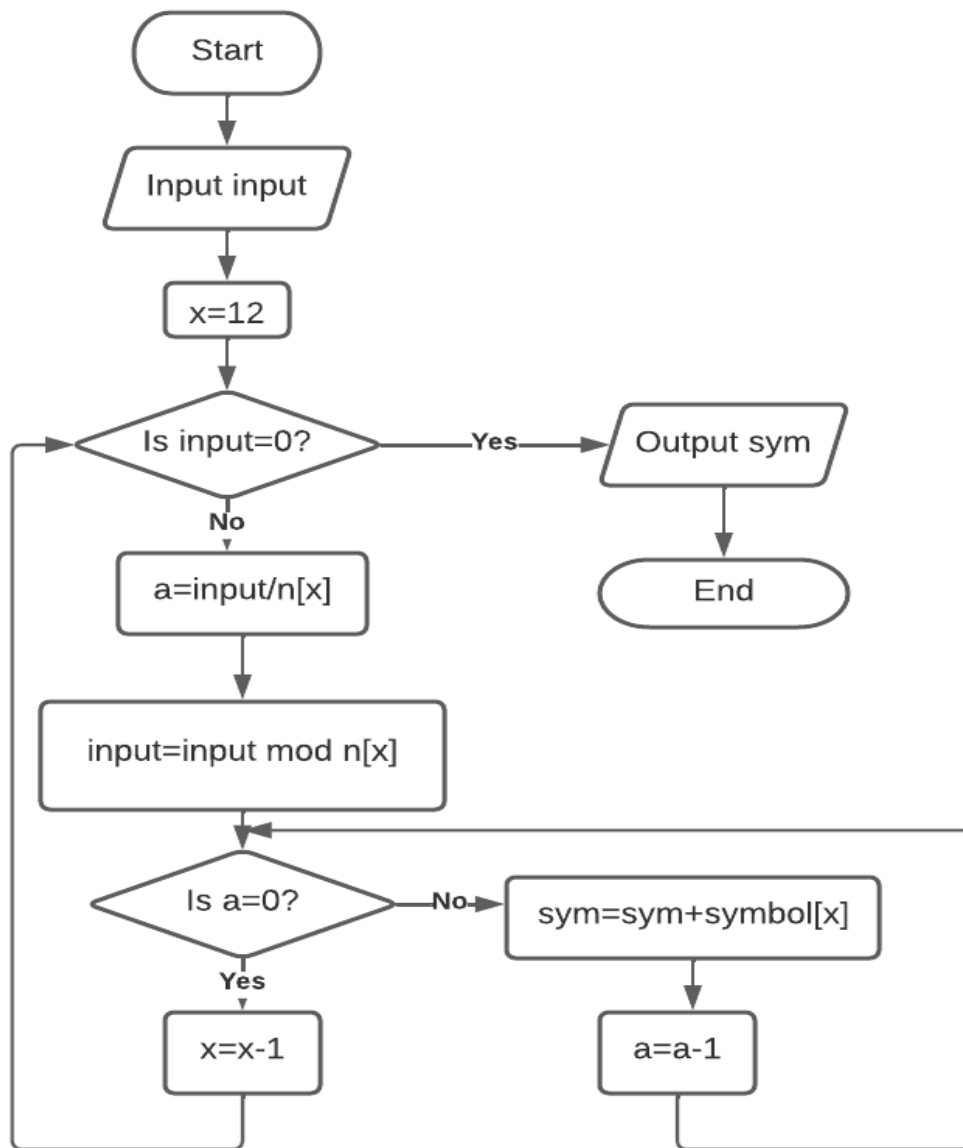 Start
Input input
x=12
Is input=0?
Yes
Output sym
No
End
a=input/n[x]
input=input mod n[x]
Is a=0?
No
sym=sym+symbol[x]
Yes
x=x-1
a=a-1